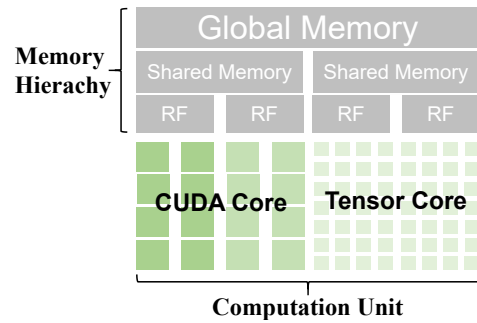 Global Memory
Memory
Hierachy
Shared Memory Shared Memory
RF RF RF RF
CUDA Core Tensor Core
Computation Unit